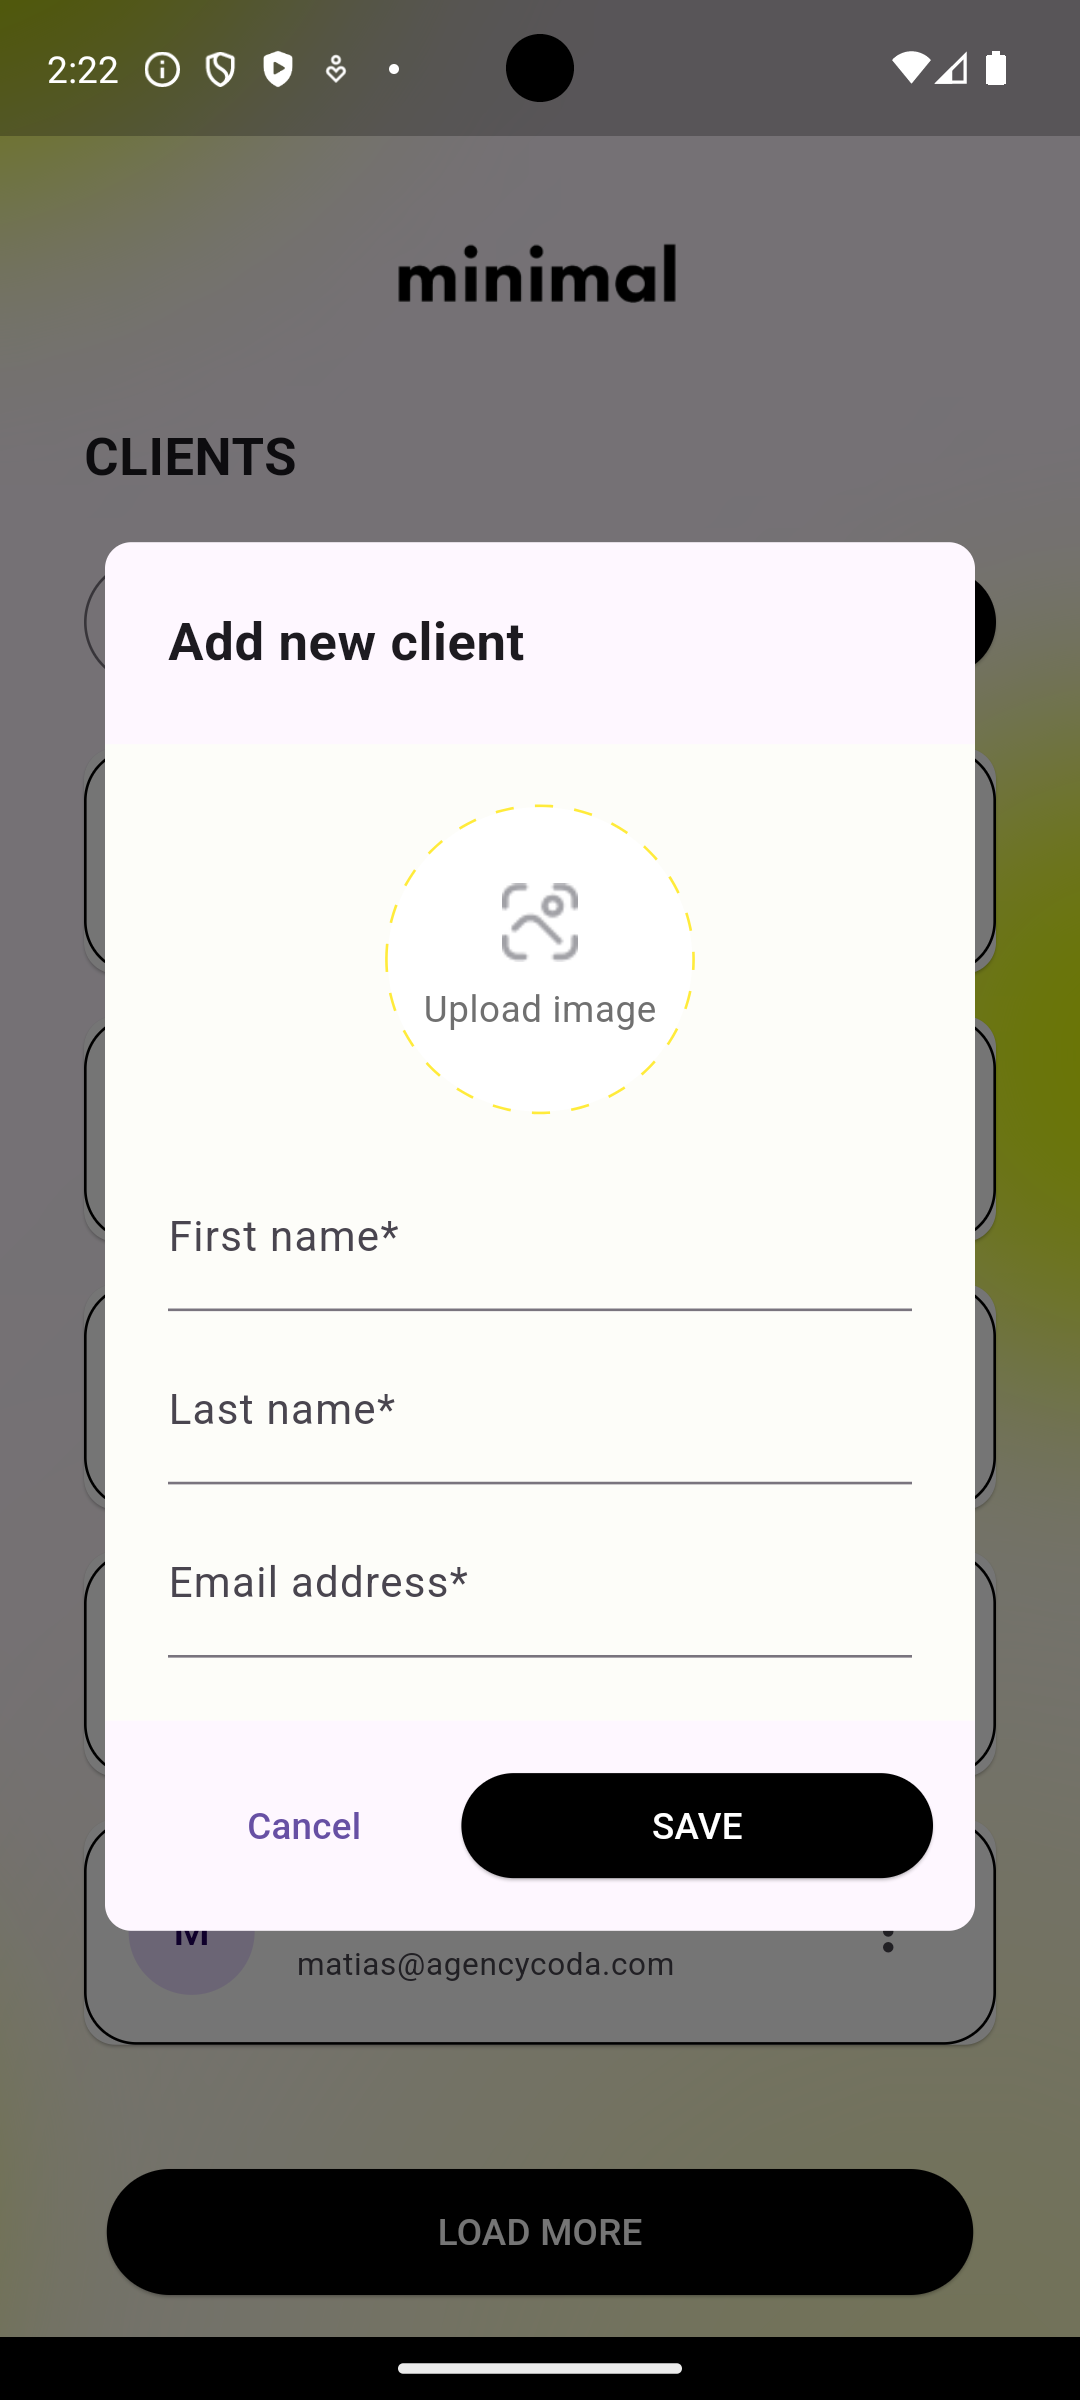 2:22
minimal
CLIENTS
Add new client
Upload image
First name*
Last name*
Email address*
Cancel
SAVE
M
matias@agencycoda.com
LOAD MORE